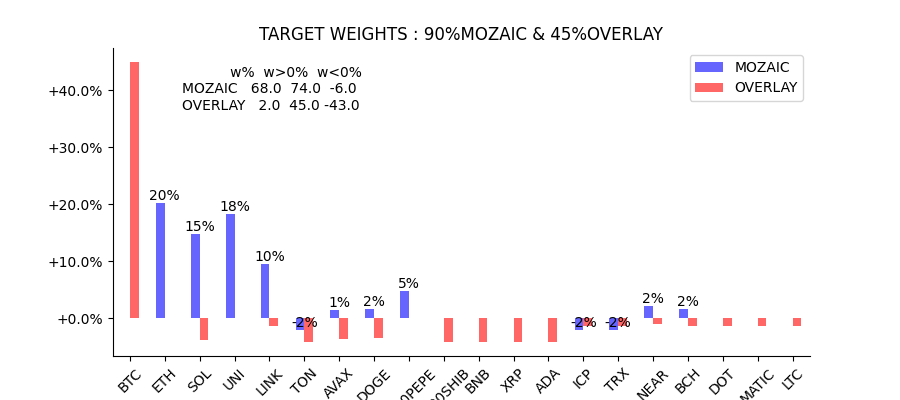 TARGET WEIGHTS : 90%MOZAIC & 45%OVERLAY
w% w>0% w<0%
MOZAIC 68.0 74.0 -6.0
OVERLAY 2.0 45.0 -43.0
MOZAIC
OVERLAY
+40.0%
+30.0%
+20.0%
+10.0%
+0.0%
20%
15%
18%
10%
-2%
1%
2%
5%
-2%
-2%
2%
2%
BTC
ETH
SOL
UNI
LINK
TON
AVAX
DOGE
0PEPE
0SHIB
BNB
XRP
ADA
ICP
TRX
NEAR
BCH
DOT
MATIC
LTC